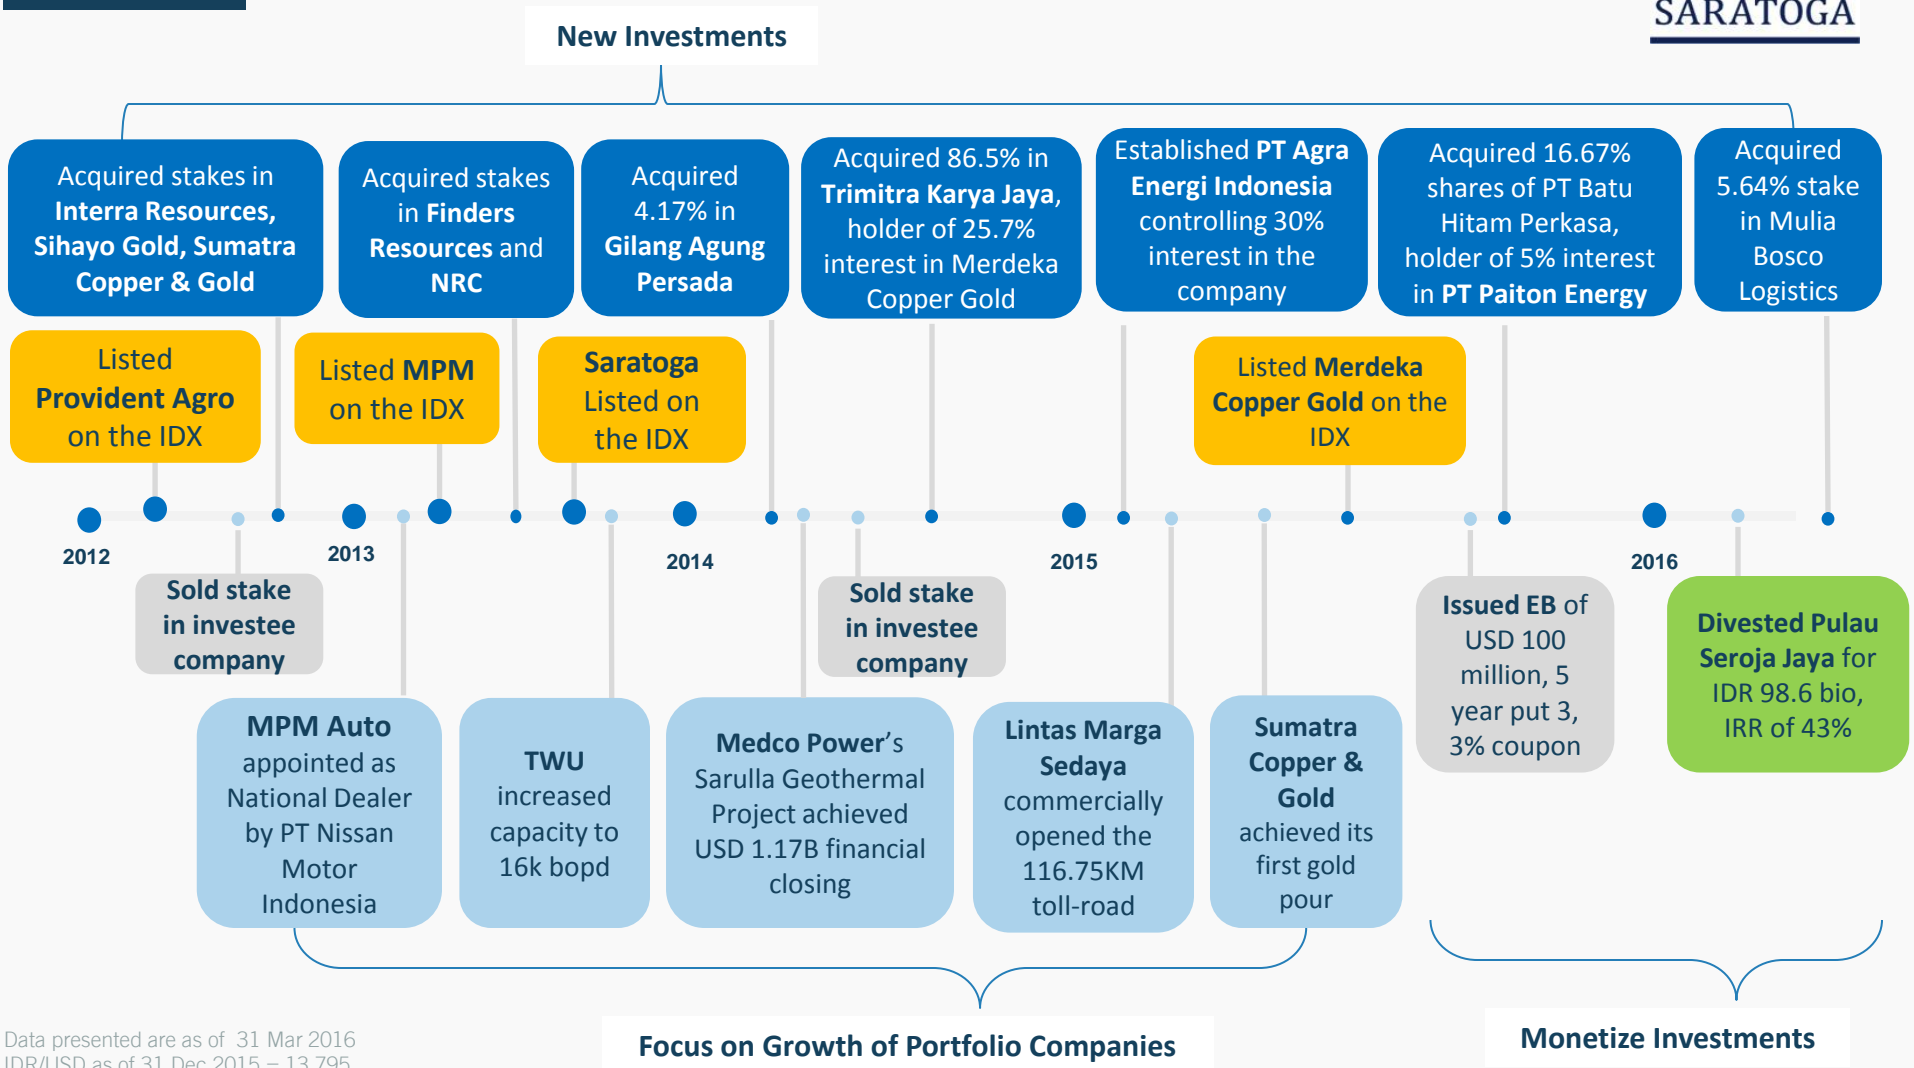 SARATOGA
New Investments
Acquired stakes in
Interra Resources,
Sihayo Gold, Sumatra
Copper & Gold
Acquired stakes
in Finders
Resources and
NRC
Acquired
4.17% in
Gilang Agung
Persada
Acquired 86.5% in
Trimitra Karya Jaya,
holder of 25.7%
interest in Merdeka
Copper Gold
Established PT Agra
Energi Indonesia
controlling 30%
interest in the
company
Acquired 16.67%
shares of PT Batu
Hitam Perkasa,
holder of 5% interest
in PT Paiton Energy
Acquired
5.64% stake
in Mulia
Bosco
Logistics
Listed
Provident Agro
on the IDX
Listed MPM
on the IDX
Saratoga
Listed on
the IDX
Listed Merdeka
Copper Gold on the
IDX
2012
2013
2014
2015
2016
Sold stake
in investee
company
Sold stake
in investee
company
Issued EB of
USD 100
million, 5
year put 3,
3% coupon
Divested Pulau
Seroja Jaya for
IDR 98.6 bio,
IRR of 43%
MPM Auto
appointed as
National Dealer
by PT Nissan
Motor
Indonesia
TWU
increased
capacity to
16k bopd
Medco Power's
Sarulla Geothermal
Project achieved
USD 1.17B financial
closing
Lintas Marga
Sedaya
commercially
opened the
116.75KM
toll-road
Sumatra
Copper &
Gold
achieved its
first gold
pour
Focus on Growth of Portfolio Companies
Monetize Investments
Data presented are as of 31 Mar 2016
IDR/USD as of 31 Dec 2015 – 13,795